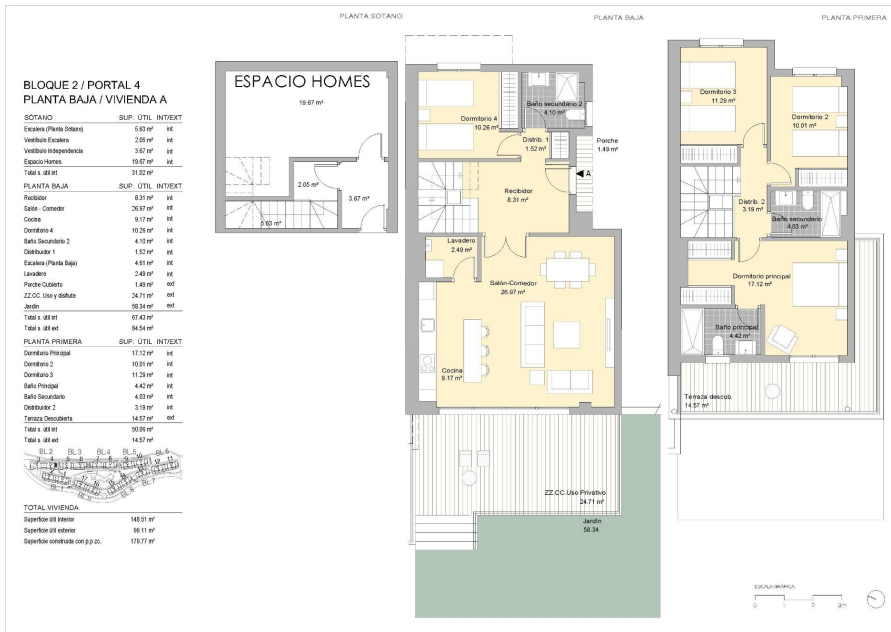 PLANTA SÓTANO
PLANTA BAJA
PLANTA PRIMERA
BLOQUE 2 / PORTAL 4
PLANTA BAJA / VIVIENDA A
SÓTANO SUP. ÚTIL INT/EXT
Escalera (Planta Sótano) 5.63 m² int
Vestíbulo Escalera 2.05 m² int
Vestíbulo Independencia 3.67 m² int
Espacio Homes 19.67 m² int
Total s. útil int 31.02 m²
PLANTA BAJA SUP. ÚTIL INT/EXT
Recibidor 8.31 m² int
Salón - Comedor 26.97 m² int
Cocina 9.17 m² int
Dormitorio 4 10.26 m² int
Baño Secundario 2 4.10 m² int
Distribuidor 1 1.52 m² int
Escalera (Planta Baja) 4.61 m² int
Lavadero 2.49 m² int
Porche Cubierto 1.49 m² ext
ZZ.CC. Uso y disfrute 24.71 m² ext
Jardín 58.34 m² ext
Total s. útil int 67.43 m²
Total s. útil ext 84.54 m²
PLANTA PRIMERA SUP. ÚTIL INT/EXT
Dormitorio Principal 17.12 m² int
Dormitorio 2 10.01 m² int
Dormitorio 3 11.29 m² int
Baño Principal 4.42 m² int
Baño Secundario 4.03 m² int
Distribuidor 2 3.19 m² int
Terraza Descubierta 14.57 m² ext
Total s. útil int 50.06 m²
Total s. útil ext 14.57 m²
BL.2 BL.3 BL.4 BL.5 BL.6
BL.1 BL.7
TOTAL VIVIENDA
Superficie útil Interior 148.51 m²
Superficie útil exterior 99.11 m²
Superficie construida con p.p.zc. 179.77 m²
ESPACIO HOMES
19.67 m²
2.05 m²
3.67 m²
5.63 m²
Dormitorio 4
10.26 m²
Baño secundario 2
4.10 m²
Distrib. 1
1.52 m²
Porche
1.49 m²
A
Recibidor
8.31 m²
Lavadero
2.49 m²
Salón-Comedor
26.97 m²
Cocina
9.17 m²
ZZ.CC.Uso Privativo
24.71 m²
Jardín
58.34
Dormitorio 3
11.29 m²
Dormitorio 2
10.01 m²
Distrib. 2
3.19 m²
Baño secundario
4.03 m²
Dormitorio principal
17.12 m²
Baño principal
4.42 m²
Terraza descub.
14.57 m²
ESCALA GRÁFICA
0 1 2 3m